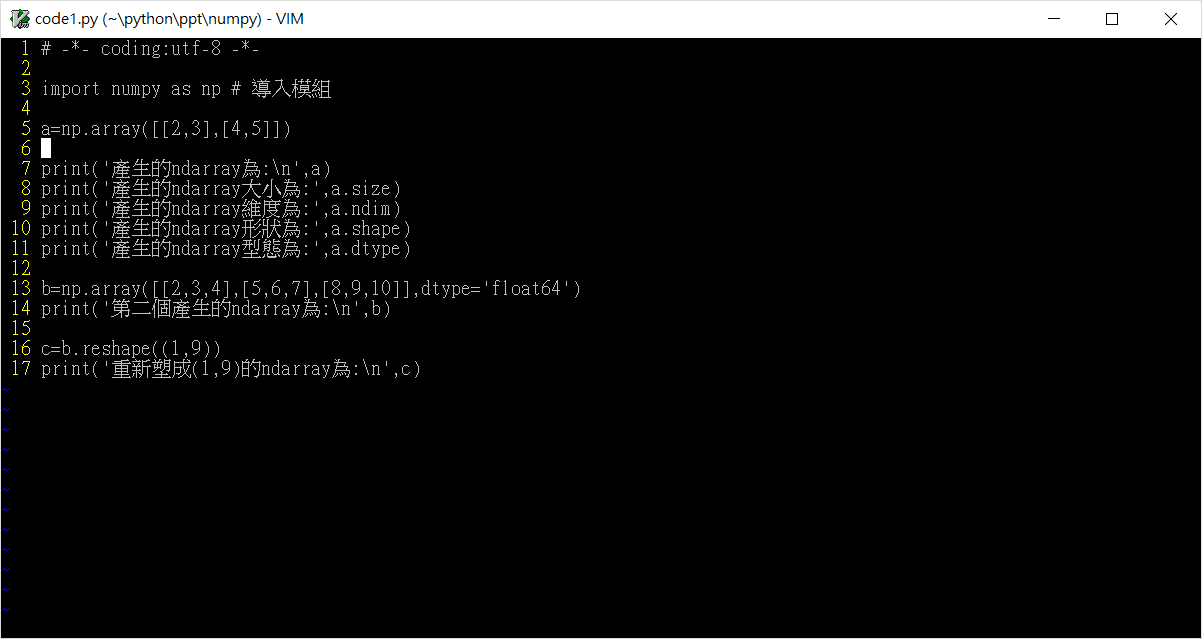 code1.py (~\python\ppt\numpy) - VIM
1 # -*- coding:utf-8 -*-
2
3 import numpy as np # 導入模組
4
5 a=np.array([[2,3],[4,5]])
6
7 print('產生的ndarray為:\n',a)
8 print('產生的ndarray大小為:',a.size)
9 print('產生的ndarray維度為:',a.ndim)
10 print('產生的ndarray形狀為:',a.shape)
11 print('產生的ndarray型態為:',a.dtype)
12
13 b=np.array([[2,3,4],[5,6,7],[8,9,10]],dtype='float64')
14 print('第二個產生的ndarray為:\n',b)
15
16 c=b.reshape((1,9))
17 print('重新塑成(1,9)的ndarray為:\n',c)
~
~
~
~
~
~
~
~
~
~
~
~